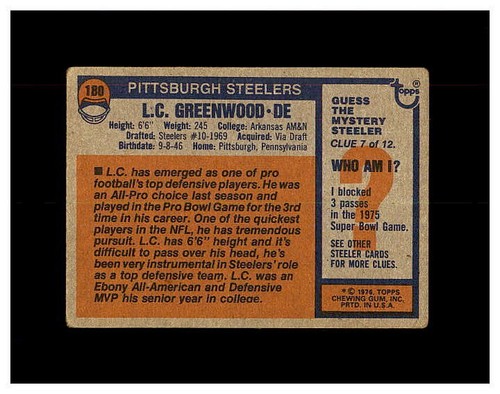 180
PITTSBURGH STEELERS
L.C. GREENWOOD•DE
Height: 6'6" Weight: 245 College: Arkansas AM&N
Drafted: Steelers #10-1969 Acquired: Via Draft
Birthdate: 9-8-46 Home: Pittsburgh, Pennsylvania
■ L.C. has emerged as one of pro
football's top defensive players. He was
an All-Pro choice last season and
played in the Pro Bowl Game for the 3rd
time in his career. One of the quickest
players in the NFL, he has tremendous
pursuit. L.C. has 6'6" height and it's
difficult to pass over his head, he's
been very instrumental in Steelers' role
as a top defensive team. L.C. was an
Ebony All-American and Defensive
MVP his senior year in college.
topps®
GUESS
THE
MYSTERY
STEELER
CLUE 7 of 12.
WHO AM I?
?
I blocked
3 passes
in the 1975
Super Bowl Game.
SEE OTHER
STEELER CARDS
FOR MORE CLUES.
* © 1976, TOPPS
CHEWING GUM, INC.
PRTD. IN U.S.A.